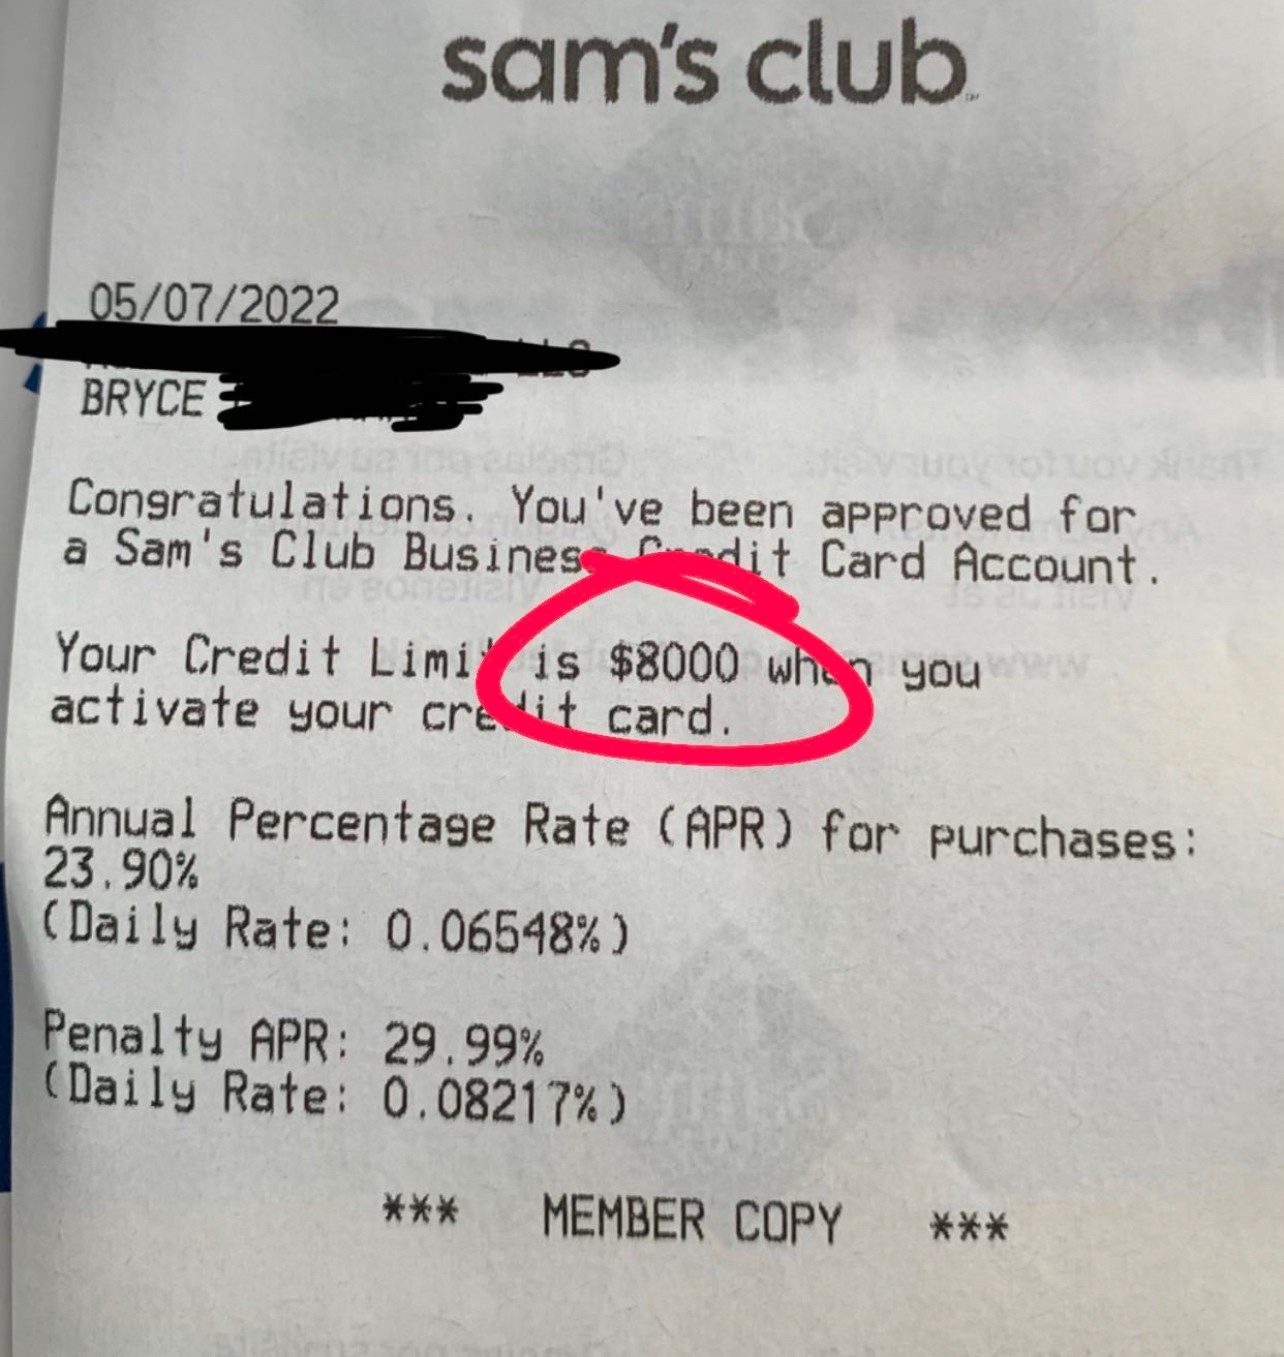 sam's club
05/07/2022
BRYCE
Congratulations. You've been approved for
a Sam's Club Business Credit Card Account.
Your Credit Limit is $8000 when you
activate your credit card.
Annual Percentage Rate (APR) for purchases:
23.90%
(Daily Rate: 0.06548%)
Penalty APR: 29.99%
(Daily Rate: 0.08217%)
*** MEMBER COPY ***